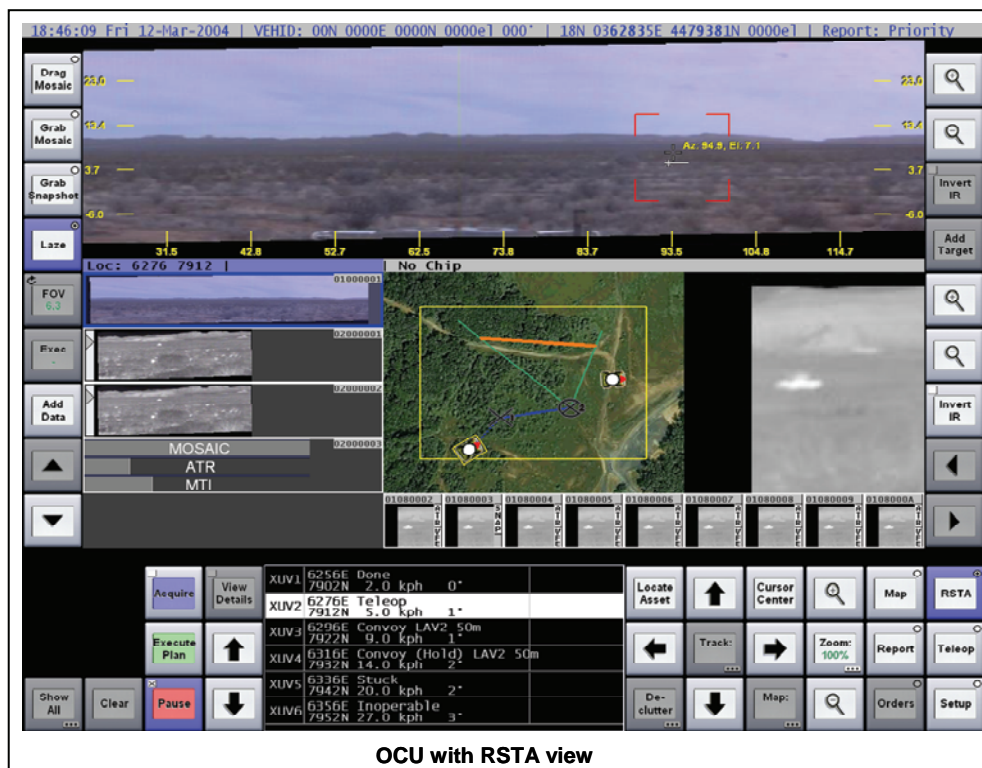 18:46:09 Fri 12-Mar-2004 | VEHID: 00N 0000E 0000N 0000el 000° | 18N 0362835E 4479381N 0000el | Report: Priority
Drag Mosaic
Grab Mosaic
Grab Snapshot
Laze
FOV
6.3
Exec
Add Data
23.0
13.4
3.7
-6.0
Az. 94.9, El. 7.1
23.0
13.4
3.7
-6.0
31.5 42.8 52.7 62.5 73.8 83.7 93.5 104.8 114.7
Invert IR
Add Target
Invert IR
Loc: 6276 7912 |
No Chip
01000001
02000001
02000002
02000003
MOSAIC
ATR
MTI
1
2
01080002 01080003 01080004 01080005 01080006 01080007 01080008 01080009 0108000A
SNAP
Acquire
View Details
Execute Plan
Show All
Clear
Pause
XUV1 6256E Done
7902N 2.0 kph 0°
XUV2 6276E Teleop
7912N 5.0 kph 1°
XUV3 6296E Convoy LAV2 50m
7922N 9.0 kph 1°
XUV4 6316E Convoy (Hold) LAV2 50m
7932N 14.0 kph 2°
XUV5 6336E Stuck
7942N 20.0 kph 2°
XUV6 6356E Inoperable
7952N 27.0 kph 3°
Locate Asset
Cursor Center
Map
RSTA
Track:
Zoom: 100%
Report
Teleop
De-clutter
Map:
Orders
Setup
OCU with RSTA view